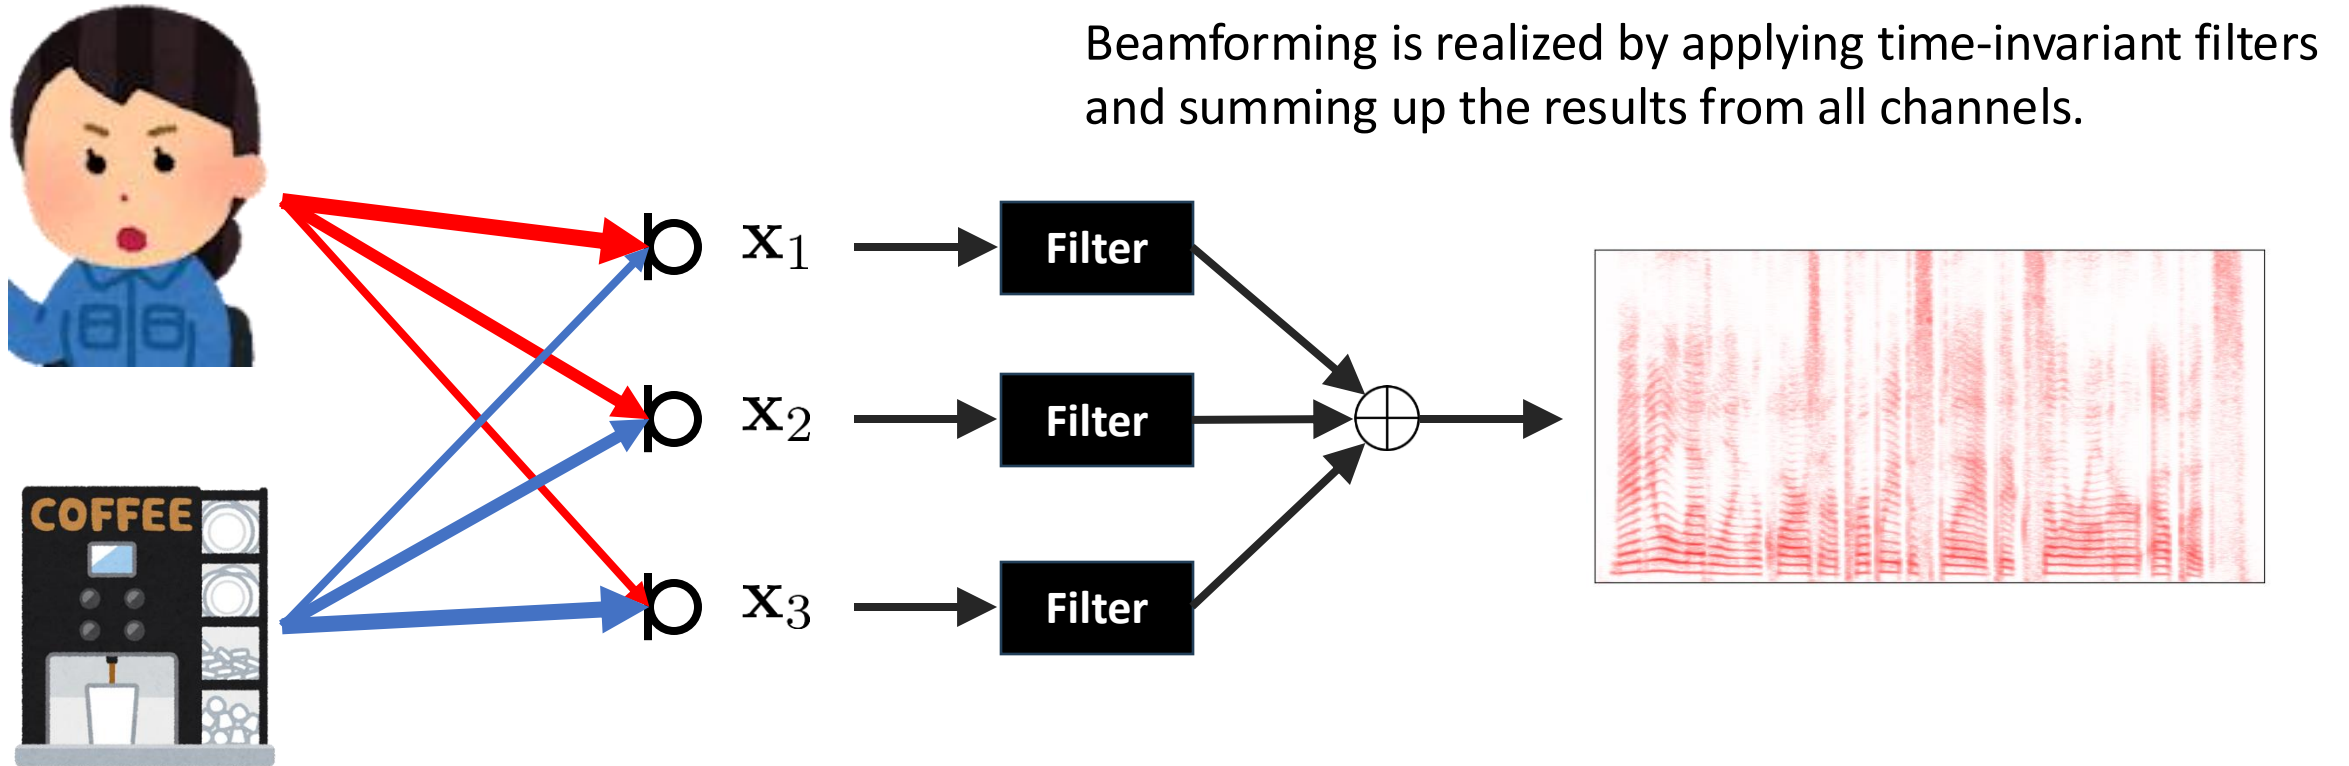 Beamforming is realized by applying time-invariant filters
and summing up the results from all channels.
x₁
Filter
x₂
Filter
COFFEE
x₃
Filter